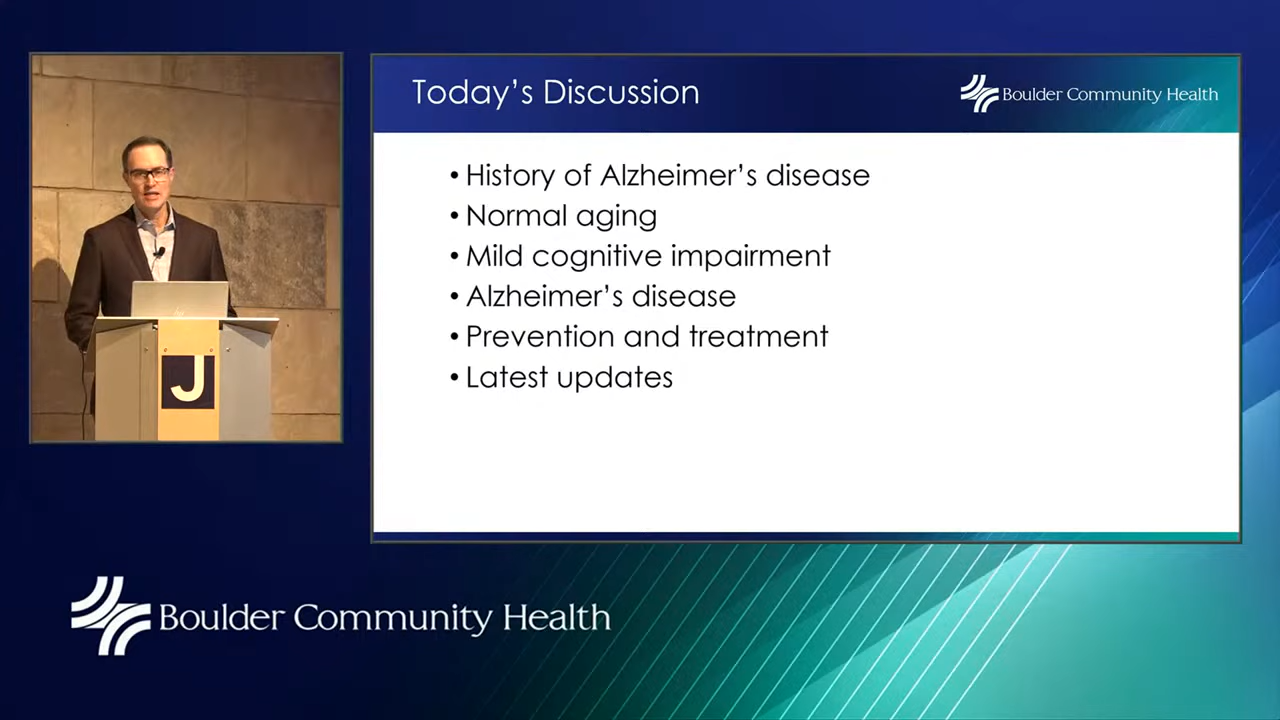 Today's Discussion
Boulder Community Health
• History of Alzheimer's disease
• Normal aging
• Mild cognitive impairment
• Alzheimer's disease
• Prevention and treatment
• Latest updates
J
Boulder Community Health